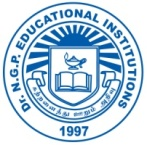 Dr. N.G.P. EDUCATIONAL INSTITUTIONS
1997